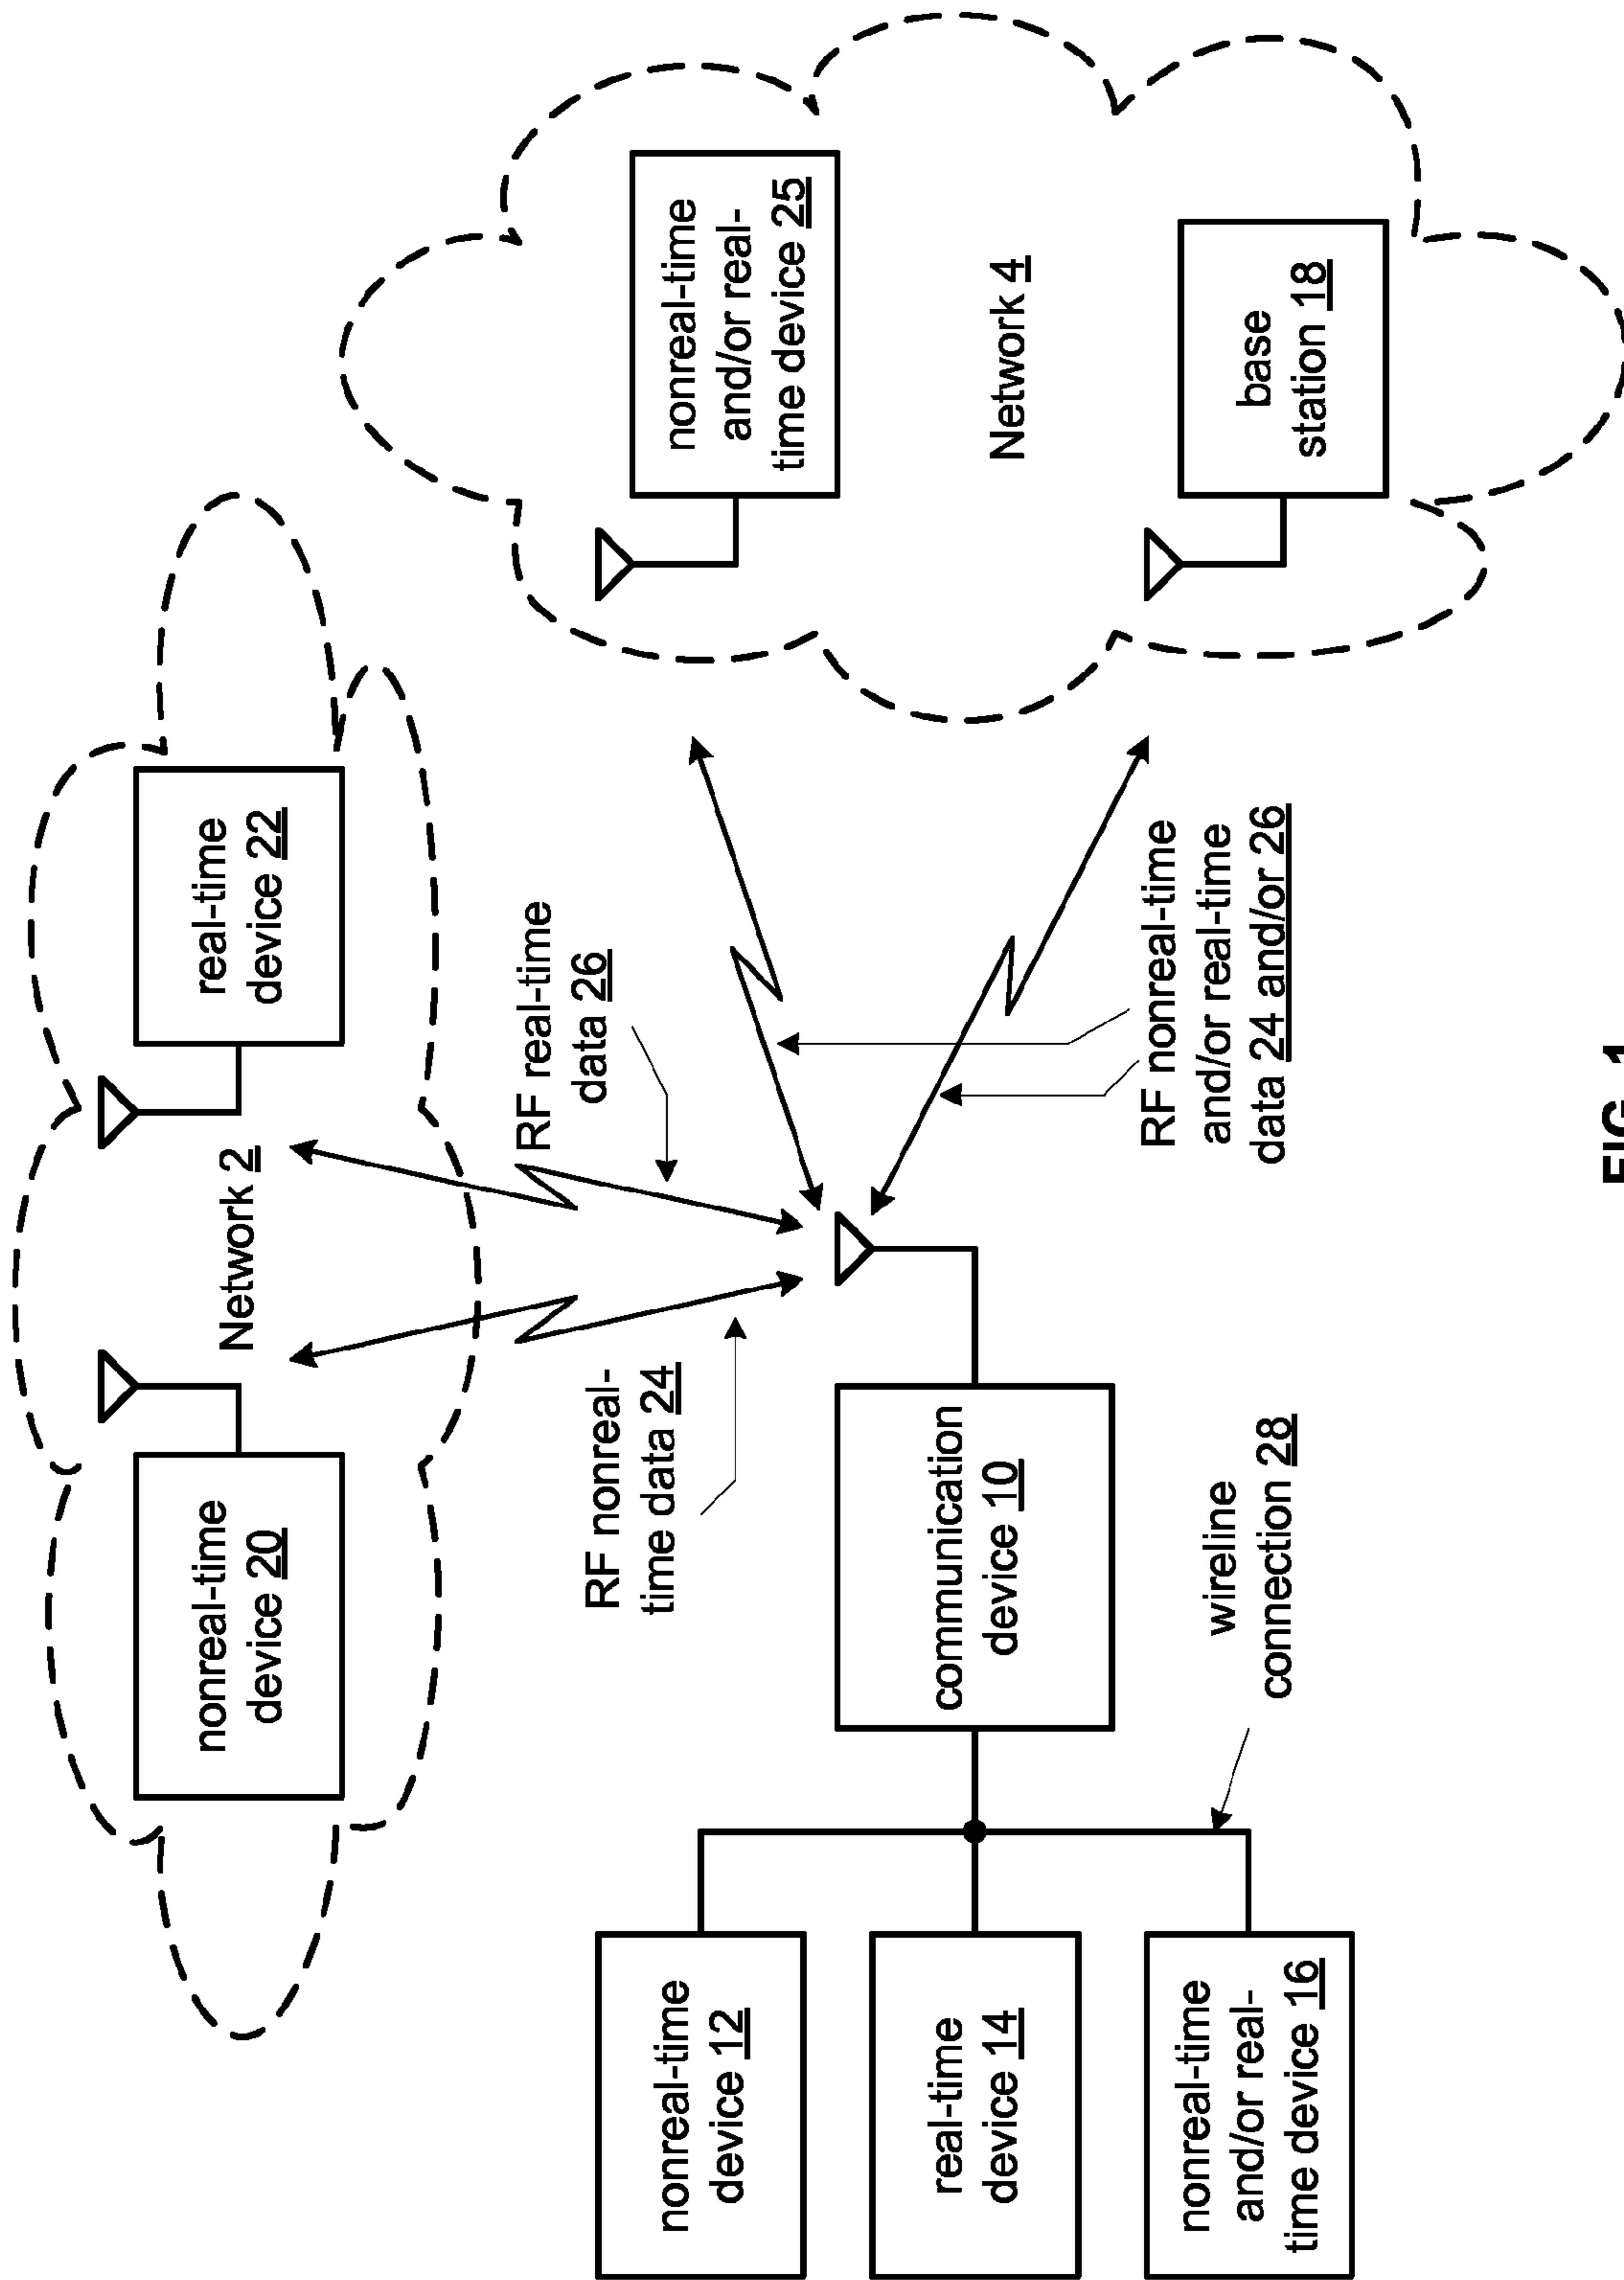 nonreal-time
device 20
Network 2
real-time
device 22
RF nonreal-
time data 24
RF real-time
data 26
nonreal-time
and/or real-
time device 25
Network 4
base
station 18
nonreal-time
device 12
real-time
device 14
nonreal-time
and/or real-
time device 16
communication
device 10
wireline
connection 28
RF nonreal-time
and/or real-time
data 24 and/or 26
FIG. 1